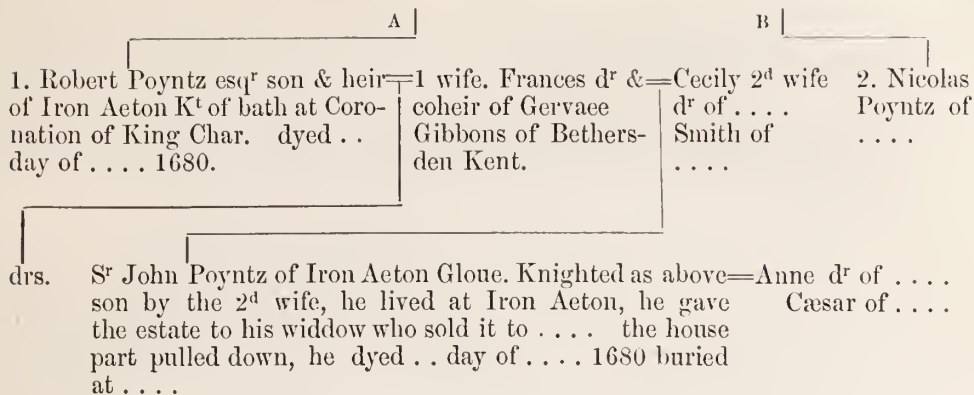 A B
1. Robert Poyntz esqr son & heir=1 wife. Frances dr &=Cecily 2d wife 2. Nicolas
of Iron Aeton Kt of bath at Coro- coheir of Gervaee dr of . . . . Poyntz of
nation of King Char. dyed . . Gibbons of Bethers- Smith of . . . .
day of . . . . 1680. den Kent. . . . .
drs. Sr John Poyntz of Iron Aeton Gloue. Knighted as above=Anne dr of . . . .
son by the 2d wife, he lived at Iron Aeton, he gave Cæsar of . . . .
the estate to his widdow who sold it to . . . . the house
part pulled down, he dyed . . day of . . . . 1680 buried
at . . . .